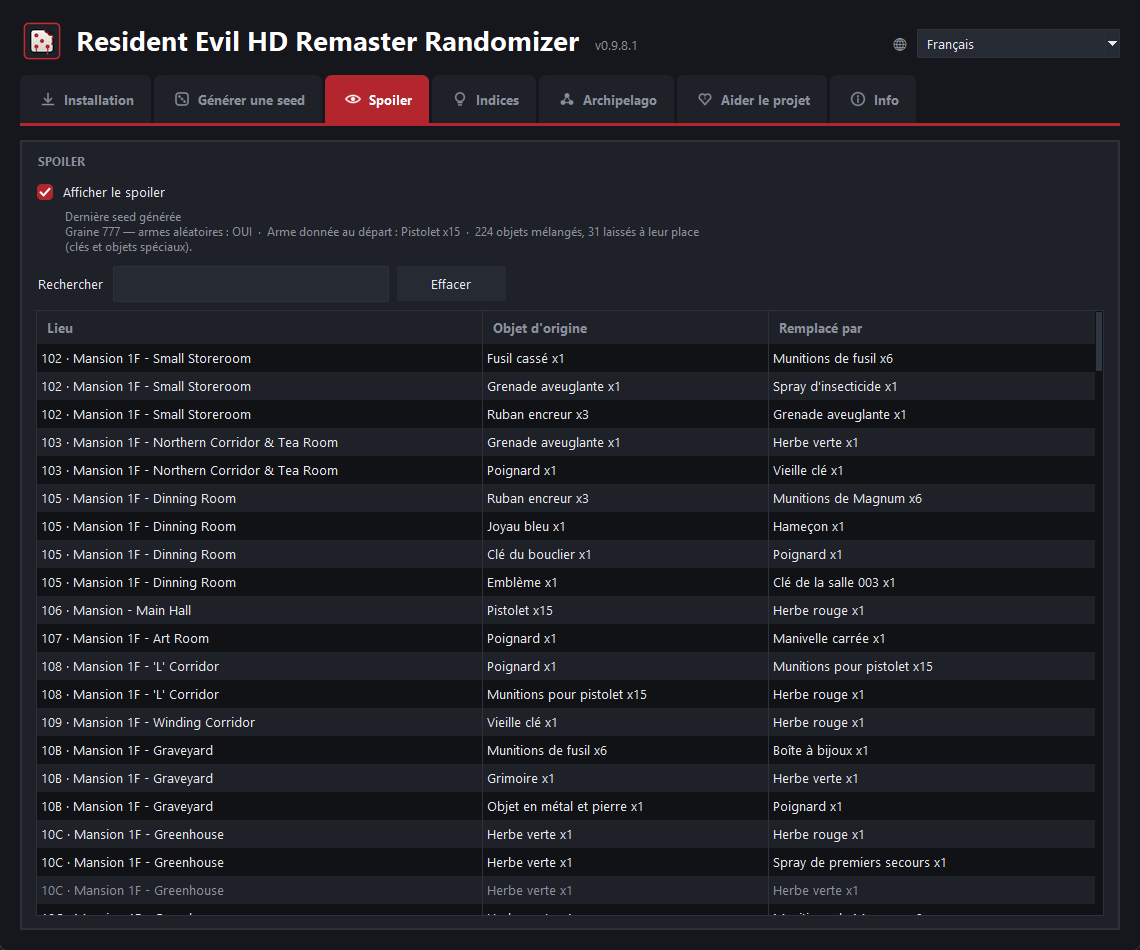 Resident Evil HD Remaster Randomizer v0.9.8.1
Français
Installation Générer une seed Spoiler Indices Archipelago Aider le projet Info
SPOILER
Afficher le spoiler
Dernière seed générée
Graine 777 — armes aléatoires : OUI · Arme donnée au départ : Pistolet x15 · 224 objets mélangés, 31 laissés à leur place
(clés et objets spéciaux).
Rechercher Effacer
Lieu Objet d'origine Remplacé par
102 · Mansion 1F - Small Storeroom Fusil cassé x1 Munitions de fusil x6
102 · Mansion 1F - Small Storeroom Grenade aveuglante x1 Spray d'insecticide x1
102 · Mansion 1F - Small Storeroom Ruban encreur x3 Grenade aveuglante x1
103 · Mansion 1F - Northern Corridor & Tea Room Grenade aveuglante x1 Herbe verte x1
103 · Mansion 1F - Northern Corridor & Tea Room Poignard x1 Vieille clé x1
105 · Mansion 1F - Dinning Room Ruban encreur x3 Munitions de Magnum x6
105 · Mansion 1F - Dinning Room Joyau bleu x1 Hameçon x1
105 · Mansion 1F - Dinning Room Clé du bouclier x1 Poignard x1
105 · Mansion 1F - Dinning Room Emblème x1 Clé de la salle 003 x1
106 · Mansion - Main Hall Pistolet x15 Herbe rouge x1
107 · Mansion 1F - Art Room Poignard x1 Manivelle carrée x1
108 · Mansion 1F - 'L' Corridor Poignard x1 Munitions pour pistolet x15
108 · Mansion 1F - 'L' Corridor Munitions pour pistolet x15 Herbe rouge x1
109 · Mansion 1F - Winding Corridor Vieille clé x1 Herbe rouge x1
10B · Mansion 1F - Graveyard Munitions de fusil x6 Boîte à bijoux x1
10B · Mansion 1F - Graveyard Grimoire x1 Herbe verte x1
10B · Mansion 1F - Graveyard Objet en métal et pierre x1 Poignard x1
10C · Mansion 1F - Greenhouse Herbe verte x1 Herbe rouge x1
10C · Mansion 1F - Greenhouse Herbe verte x1 Spray de premiers secours x1
10C · Mansion 1F - Greenhouse Herbe verte x1 Herbe verte x1